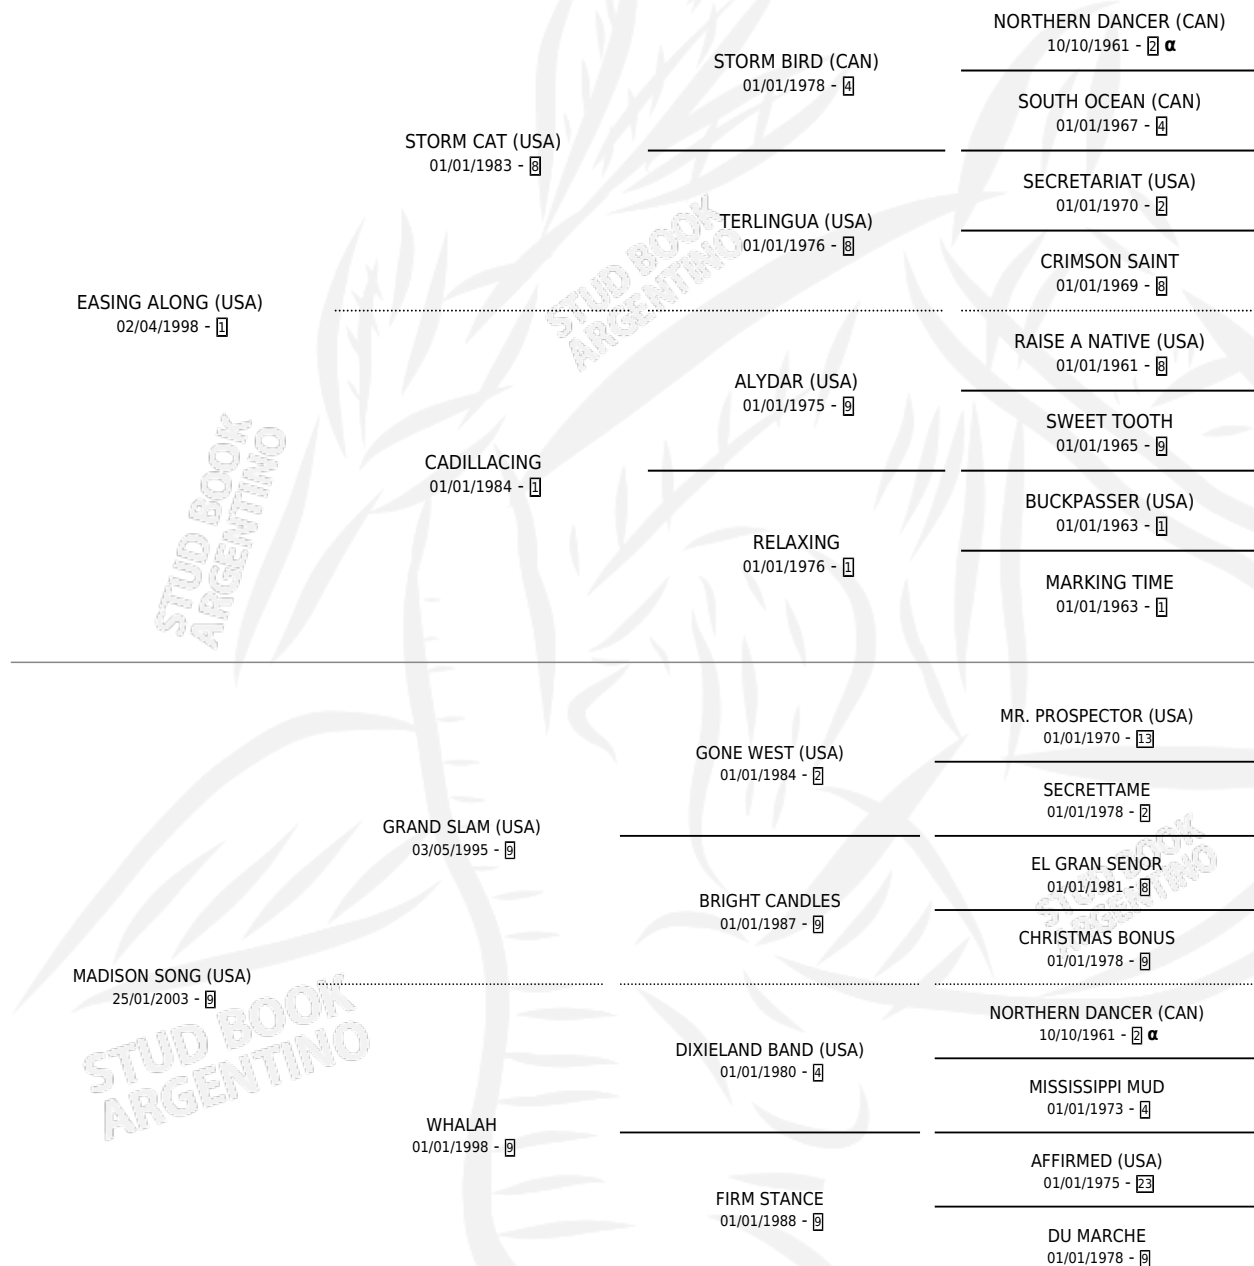 NORTHERN DANCER (CAN)
10/10/1961 - 2 α
STORM BIRD (CAN)
01/01/1978 - 4
SOUTH OCEAN (CAN)
01/01/1967 - 4
STORM CAT (USA)
01/01/1983 - 8
SECRETARIAT (USA)
01/01/1970 - 2
TERLINGUA (USA)
01/01/1976 - 8
CRIMSON SAINT
01/01/1969 - 8
STUD BOOK
ARGENTINO
EASING ALONG (USA)
02/04/1998 - 1
RAISE A NATIVE (USA)
01/01/1961 - 8
ALYDAR (USA)
01/01/1975 - 9
SWEET TOOTH
01/01/1965 - 9
CADILLACING
01/01/1984 - 1
BUCKPASSER (USA)
01/01/1963 - 1
RELAXING
01/01/1976 - 1
MARKING TIME
01/01/1963 - 1
STUD BOOK
ARGENTINO
MR. PROSPECTOR (USA)
01/01/1970 - 13
GONE WEST (USA)
01/01/1984 - 2
SECRETTAME
01/01/1978 - 2
GRAND SLAM (USA)
03/05/1995 - 9
EL GRAN SENOR
01/01/1981 - 8
BRIGHT CANDLES
01/01/1987 - 9
CHRISTMAS BONUS
01/01/1978 - 9
STUD BOOK
ARGENTINO
MADISON SONG (USA)
25/01/2003 - 9
NORTHERN DANCER (CAN)
10/10/1961 - 2 α
DIXIELAND BAND (USA)
01/01/1980 - 4
MISSISSIPPI MUD
01/01/1973 - 4
WHALAH
01/01/1998 - 9
AFFIRMED (USA)
01/01/1975 - 23
FIRM STANCE
01/01/1988 - 9
DU MARCHE
01/01/1978 - 9
STUD BOOK
ARGENTINO